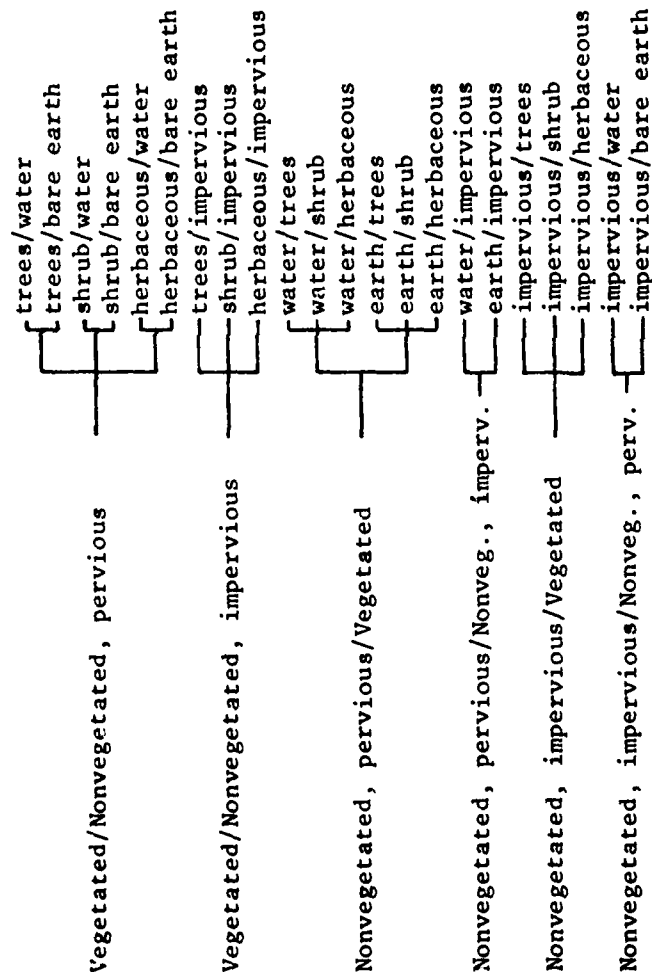 Vegetated/Nonvegetated, pervious
trees/water
trees/bare earth
shrub/water
shrub/bare earth
herbaceous/water
herbaceous/bare earth
Vegetated/Nonvegetated, impervious
trees/impervious
shrub/impervious
herbaceous/impervious
Nonvegetated, pervious/Vegetated
water/trees
water/shrub
water/herbaceous
earth/trees
earth/shrub
earth/herbaceous
Nonvegetated, pervious/Nonveg., imperv.
water/impervious
earth/impervious
Nonvegetated, impervious/Vegetated
impervious/trees
impervious/shrub
impervious/herbaceous
Nonvegetated, impervious/Nonveg., perv.
impervious/water
impervious/bare earth